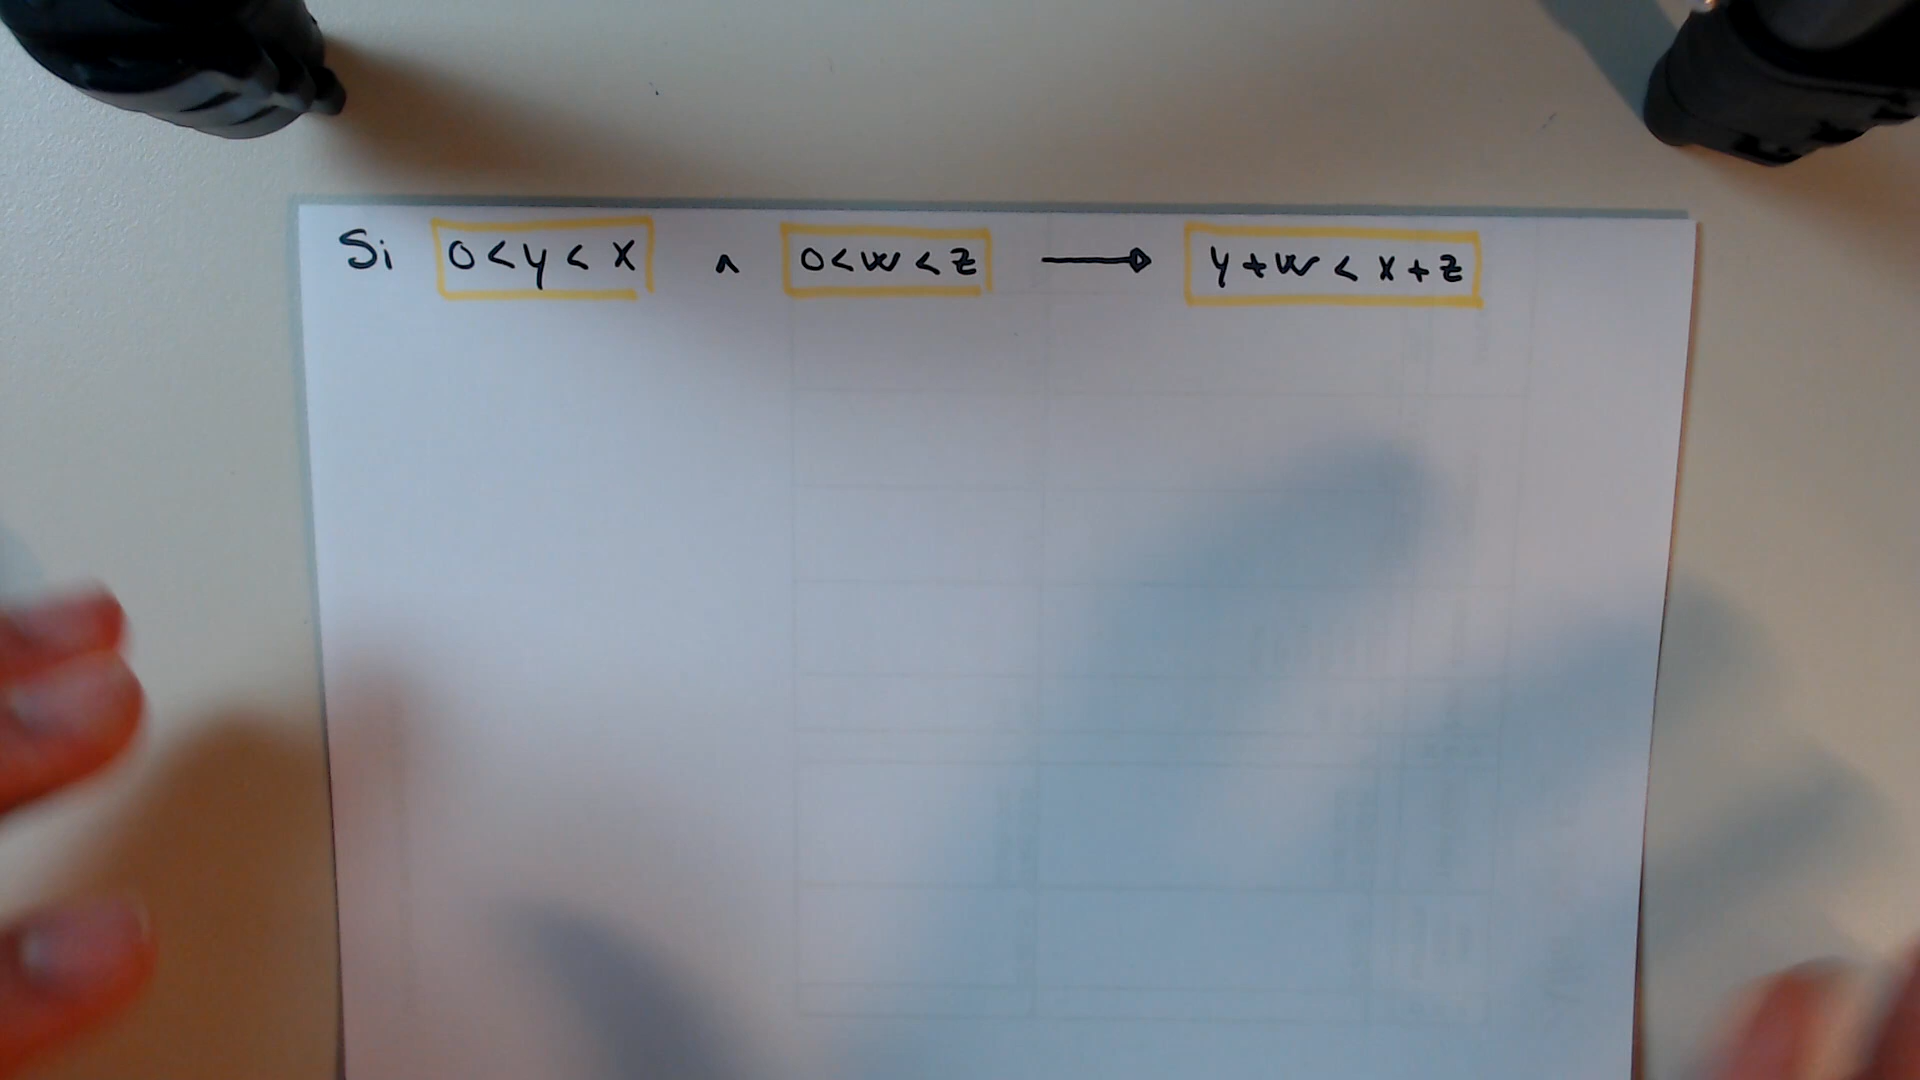 Si 0<y<x ∧ 0<w<z → y+w < x+z